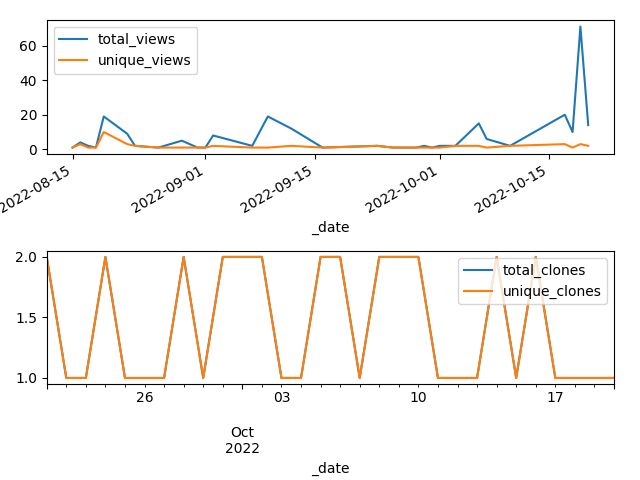 total_views
unique_views
60
40
20
0
2022-08-15
2022-09-01
2022-09-15
2022-10-01
2022-10-15
_date
total_clones
unique_clones
2.0
1.5
1.0
26
03
10
17
Oct
2022
_date